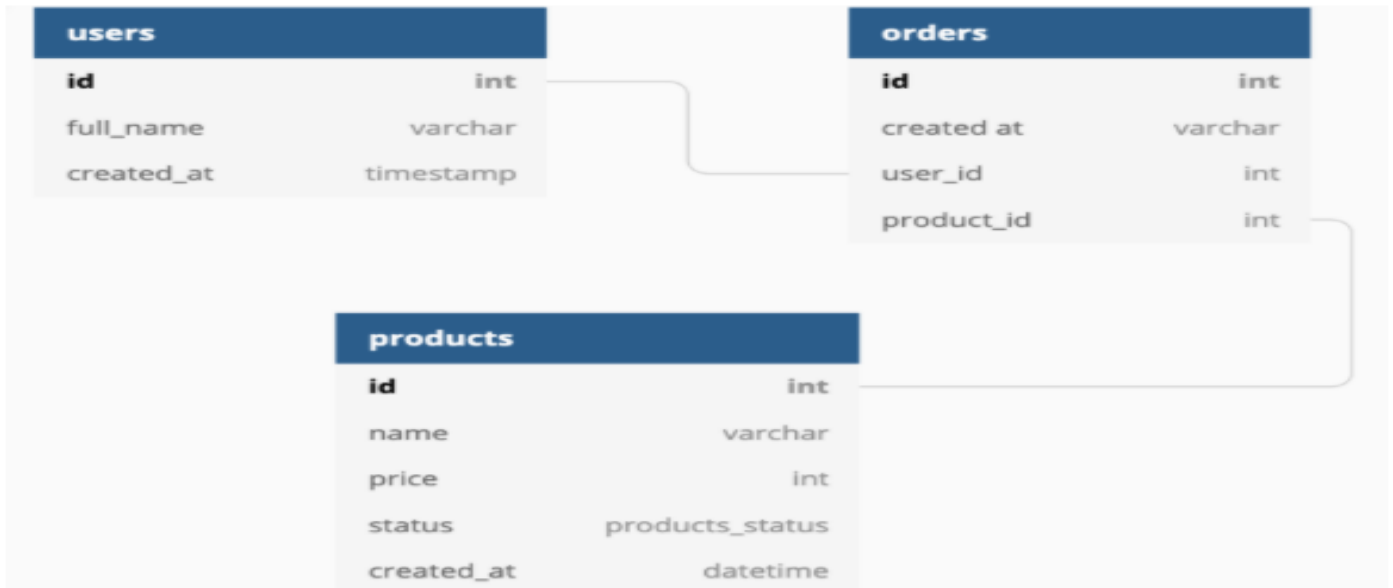 users
id int
full_name varchar
created_at timestamp
orders
id int
created at varchar
user_id int
product_id int
products
id int
name varchar
price int
status products_status
created_at datetime